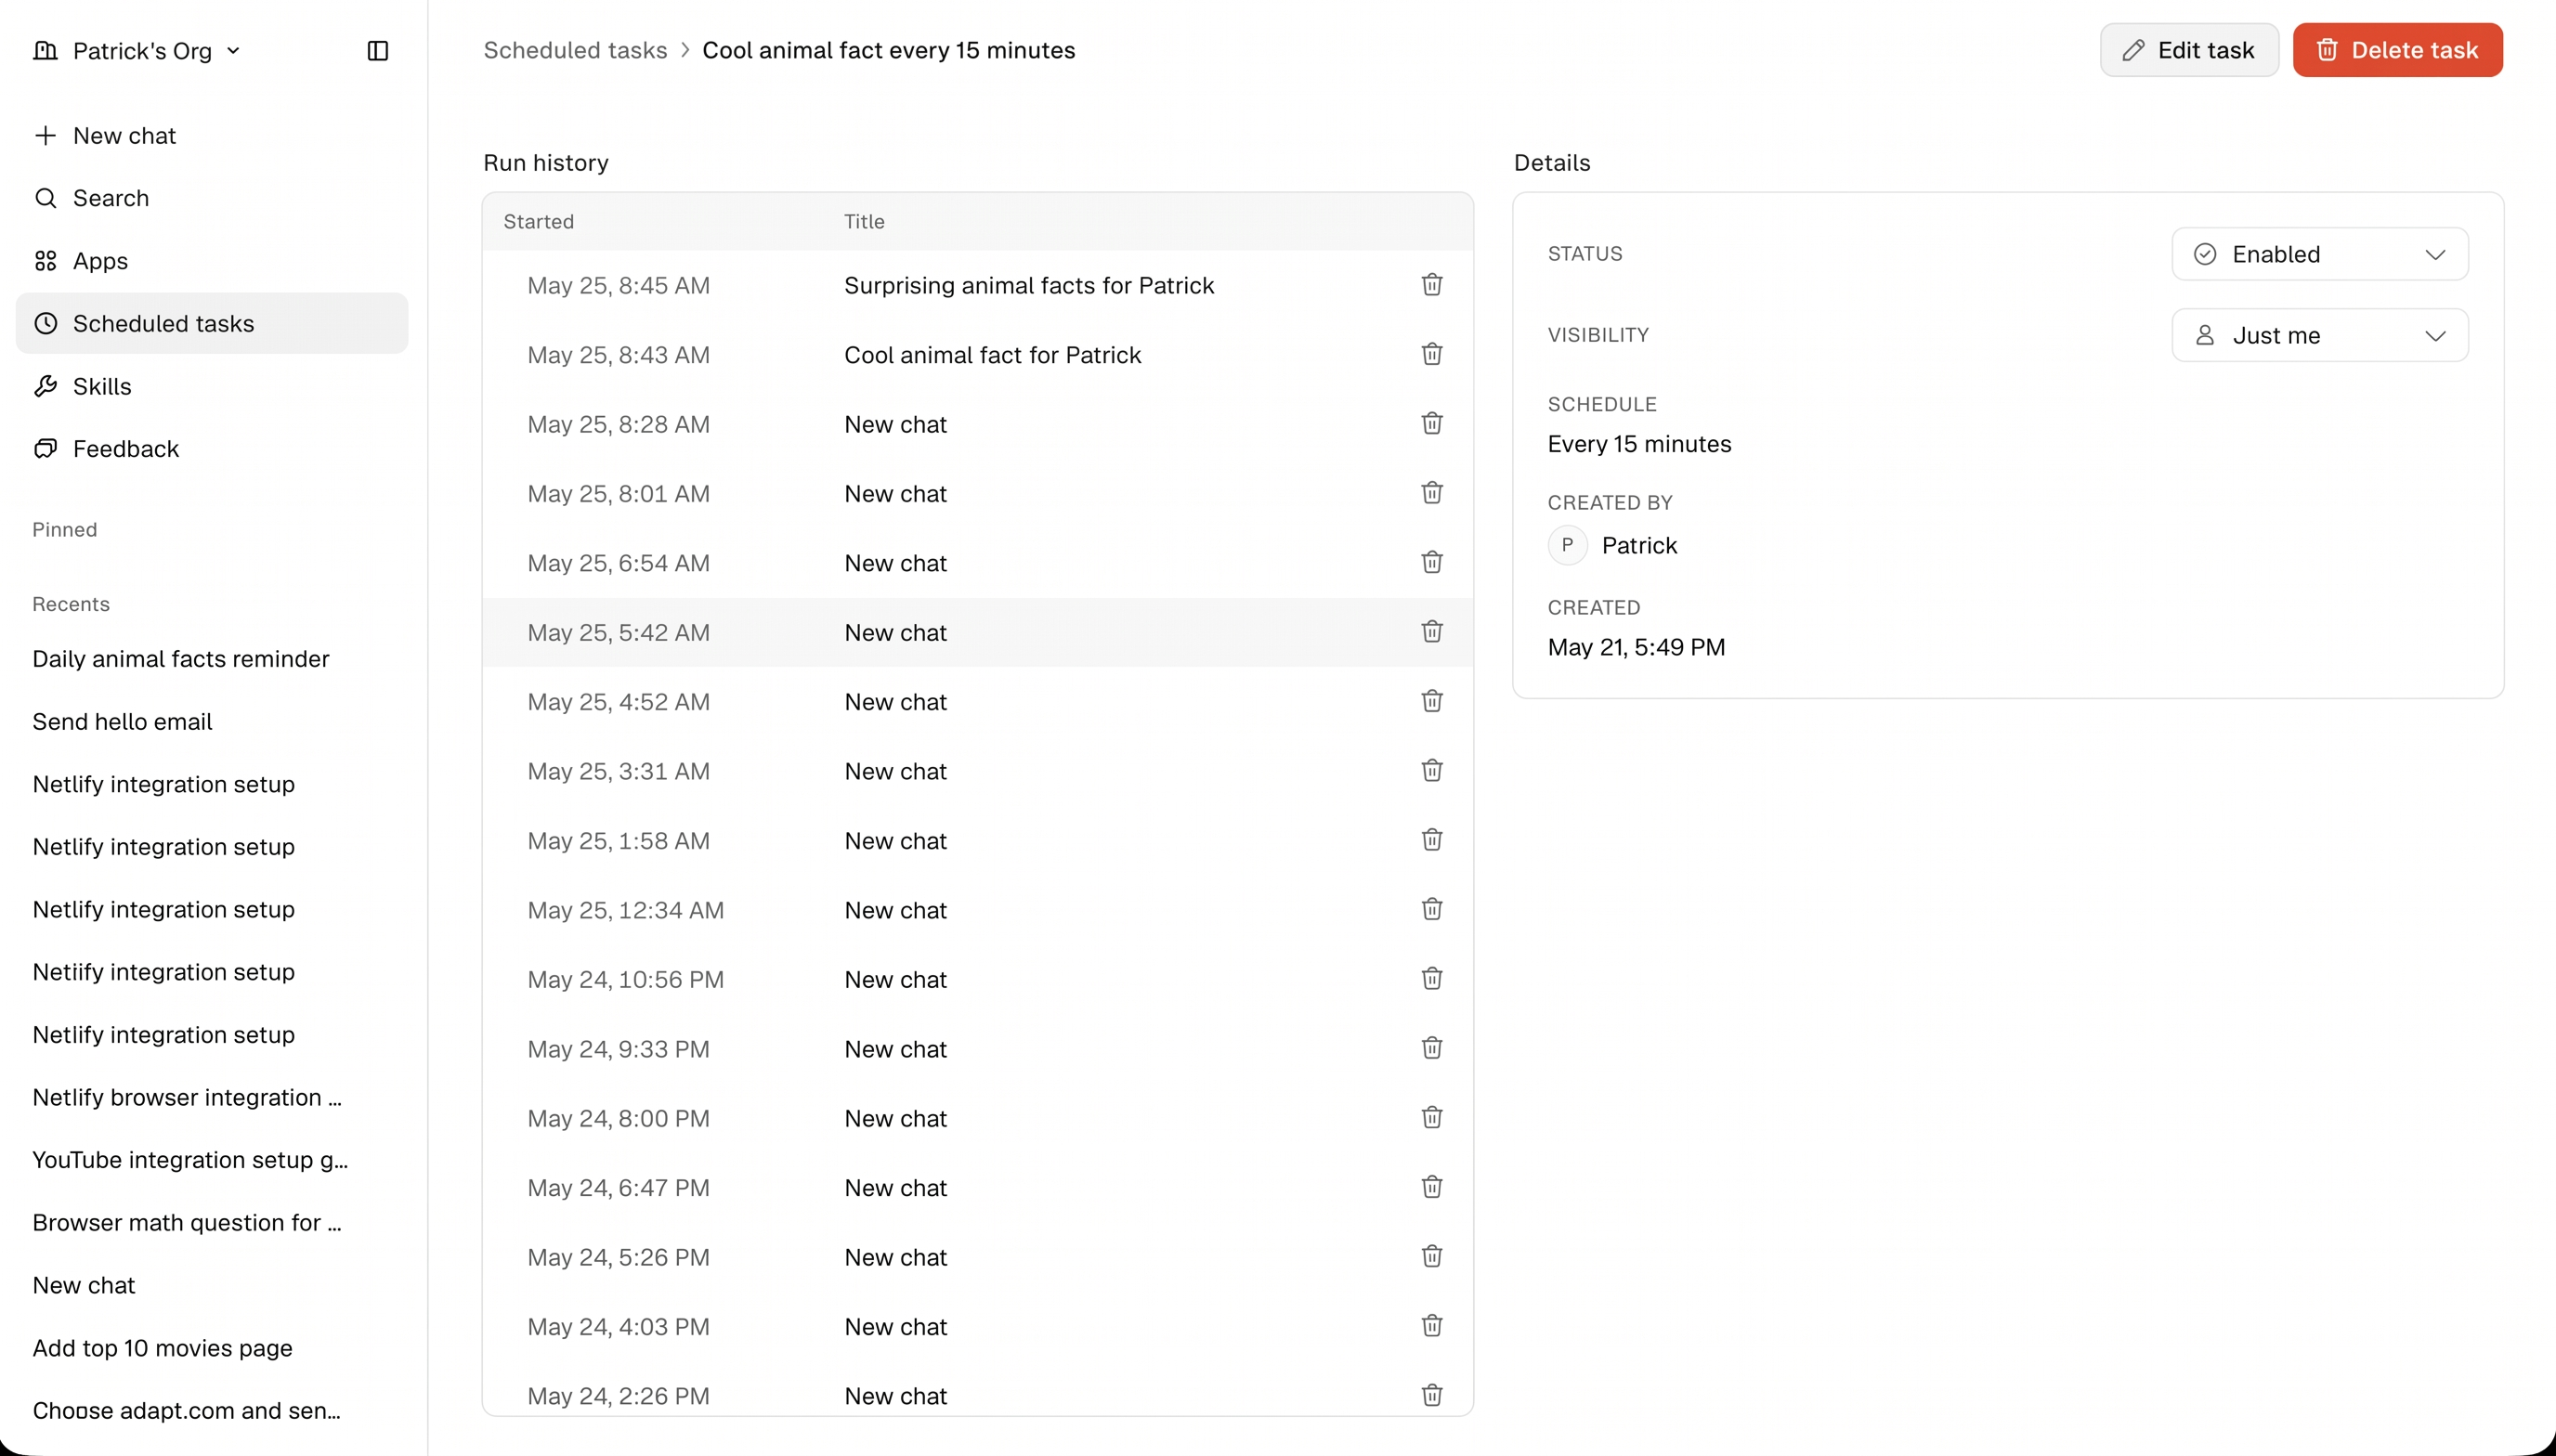 Patrick's Org
New chat
Search
Apps
Scheduled tasks
Skills
Feedback
Pinned
Recents
Daily animal facts reminder
Send hello email
Netlify integration setup
Netlify integration setup
Netlify integration setup
Netiify integration setup
Netlify integration setup
Netlify browser integration ...
YouTube integration setup g...
Browser math question for ...
New chat
Add top 10 movies page
Choose adapt.com and sen...
Scheduled tasks > Cool animal fact every 15 minutes
Edit task
Delete task
Run history
Started Title
May 25, 8:45 AM Surprising animal facts for Patrick
May 25, 8:43 AM Cool animal fact for Patrick
May 25, 8:28 AM New chat
May 25, 8:01 AM New chat
May 25, 6:54 AM New chat
May 25, 5:42 AM New chat
May 25, 4:52 AM New chat
May 25, 3:31 AM New chat
May 25, 1:58 AM New chat
May 25, 12:34 AM New chat
May 24, 10:56 PM New chat
May 24, 9:33 PM New chat
May 24, 8:00 PM New chat
May 24, 6:47 PM New chat
May 24, 5:26 PM New chat
May 24, 4:03 PM New chat
May 24, 2:26 PM New chat
Details
STATUS Enabled
VISIBILITY Just me
SCHEDULE
Every 15 minutes
CREATED BY
P Patrick
CREATED
May 21, 5:49 PM